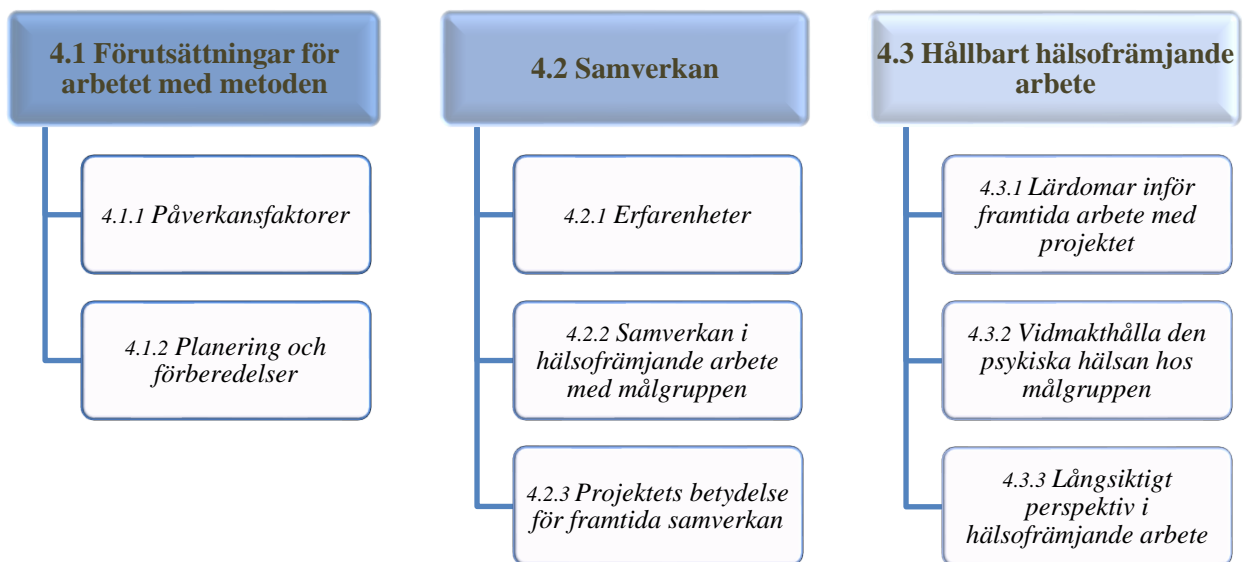 4.1 Förutsättningar för
arbetet med metoden
4.1.1 Påverkansfaktorer
4.1.2 Planering och
förberedelser
4.2 Samverkan
4.2.1 Erfarenheter
4.2.2 Samverkan i
hälsofrämjande arbete
med målgruppen
4.2.3 Projektets betydelse
för framtida samverkan
4.3 Hållbart hälsofrämjande
arbete
4.3.1 Lärdomar inför
framtida arbete med
projektet
4.3.2 Vidmakthålla den
psykiska hälsan hos
målgruppen
4.3.3 Långsiktigt
perspektiv i
hälsofrämjande arbete